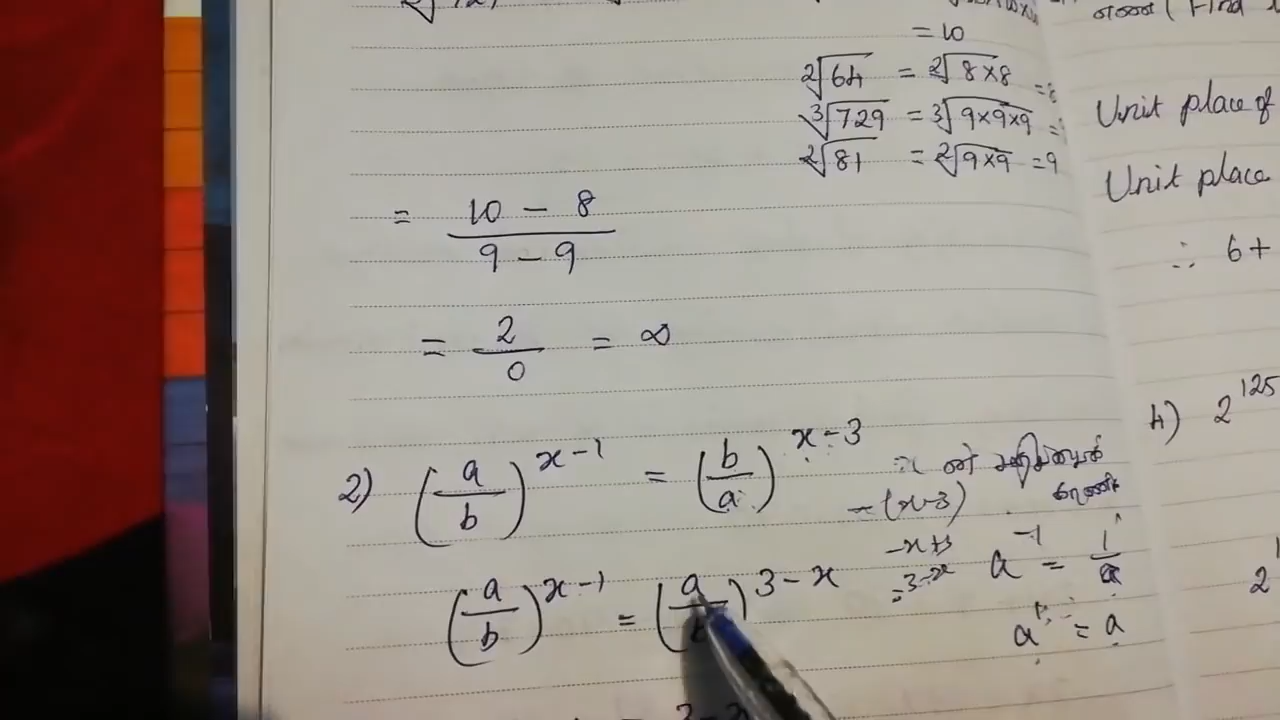 = 10
²√64 = ²√8×8 =8
³√729 = ³√9×9×9 =
²√81 = ²√9×9 =9
= 10 - 8 / 9 - 9
= 2 / 0 = ∞
2) (a/b)^x-1 = (b/a)^x-3
-(x-3)
-x+3
=3-x
a^-1 = 1/a
a^1 = a
(a/b)^x-1 = (a/b)^3-x
(Find
Unit place of
Unit place
∴ 6+
4) 2^125